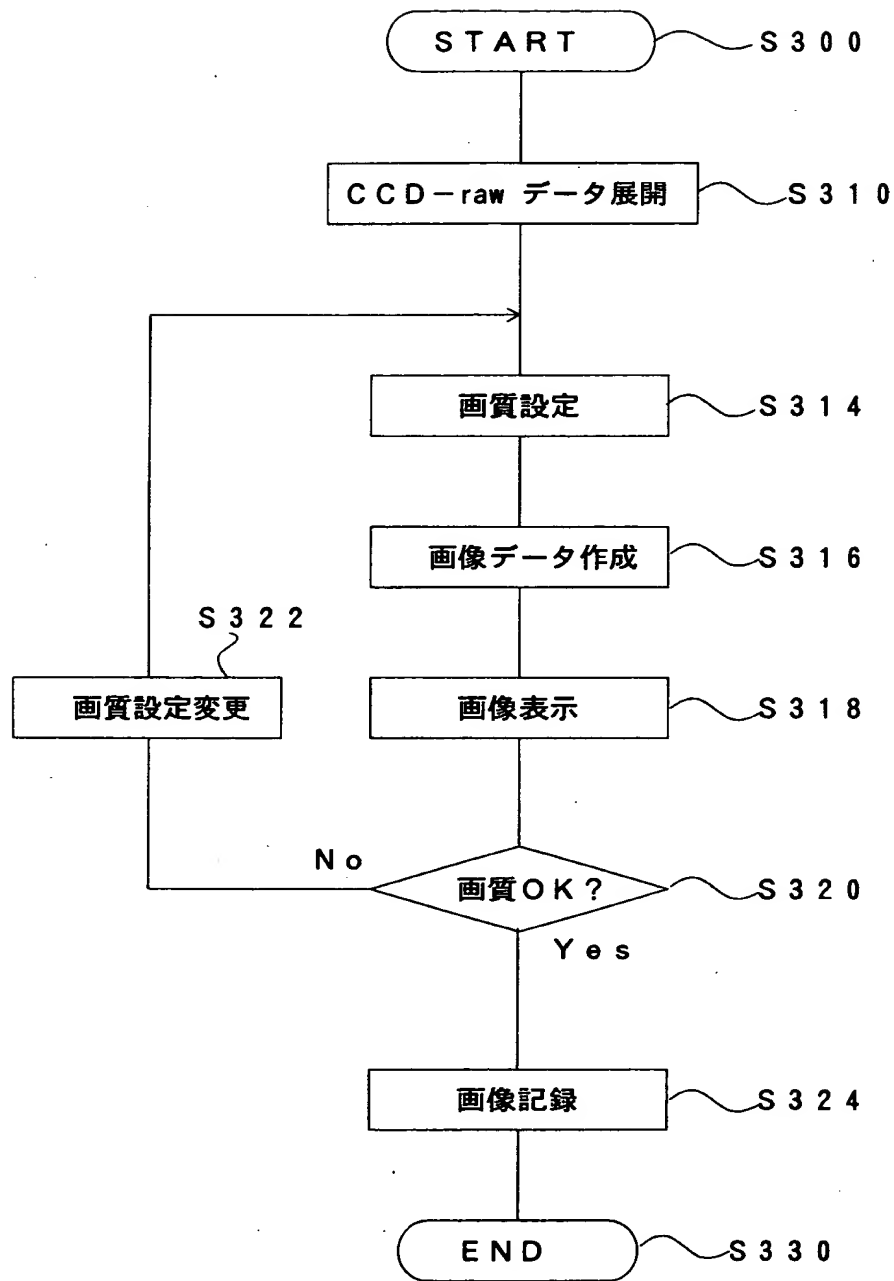 START
S300
CCD-raw データ展開
S310
画質設定
S314
画像データ作成
S316
S322
画質設定変更
画像表示
S318
No
画質OK?
S320
Yes
画像記録
S324
END
S330